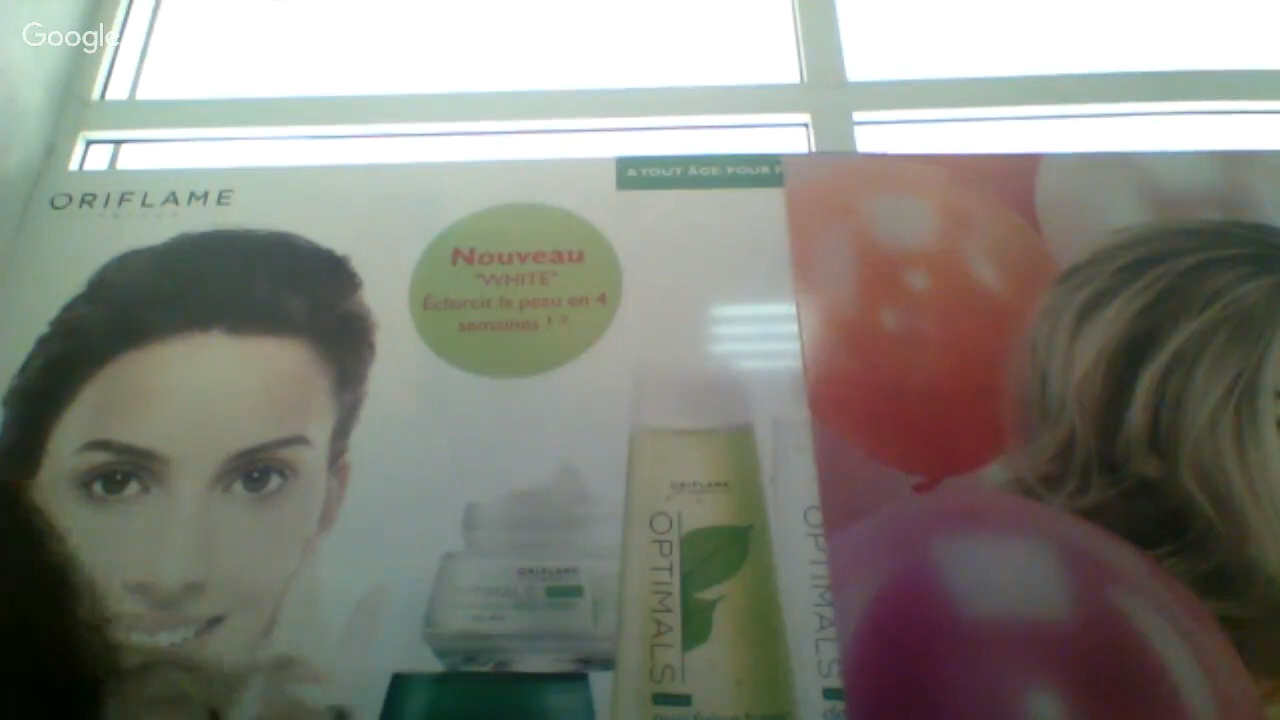 Google
ORIFLAME
A TOUT ÂGE: POUR
Nouveau
"WHITE"
Éclaircit la peau en 4
semaines !
ORIFLAME
OPTIMALS
ORIFLAME
OPTIMALS